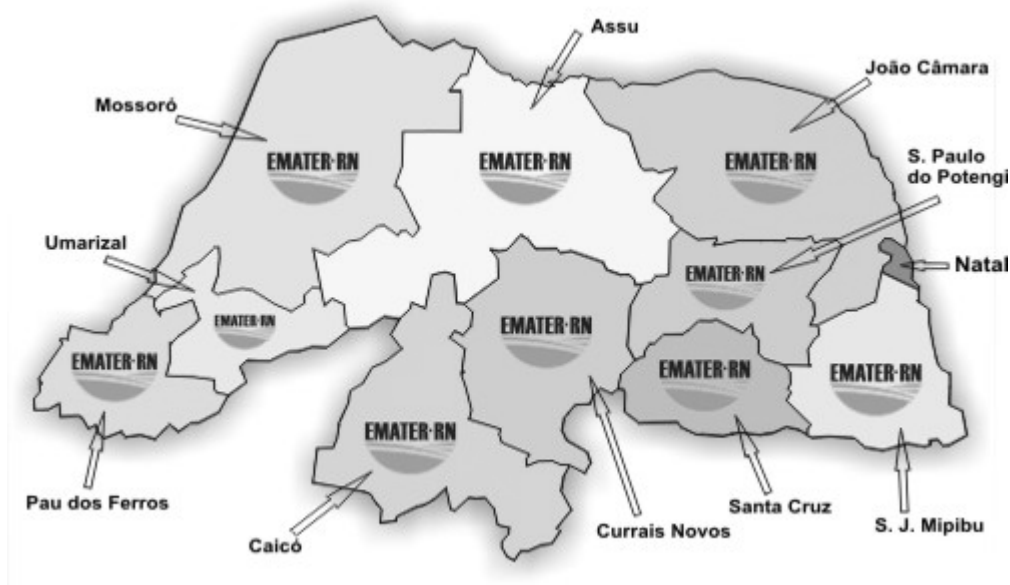 Assu
João Câmara
Mossoró
S. Paulo
do Potengi
EMATER·RN
EMATER·RN
EMATER·RN
Umarizal
Natal
EMATER·RN
EMATER·RN
EMATER·RN
EMATER·RN
EMATER·RN
EMATER·RN
EMATER·RN
Pau dos Ferros
Santa Cruz
S. J. Mipibu
Currais Novos
Caicó